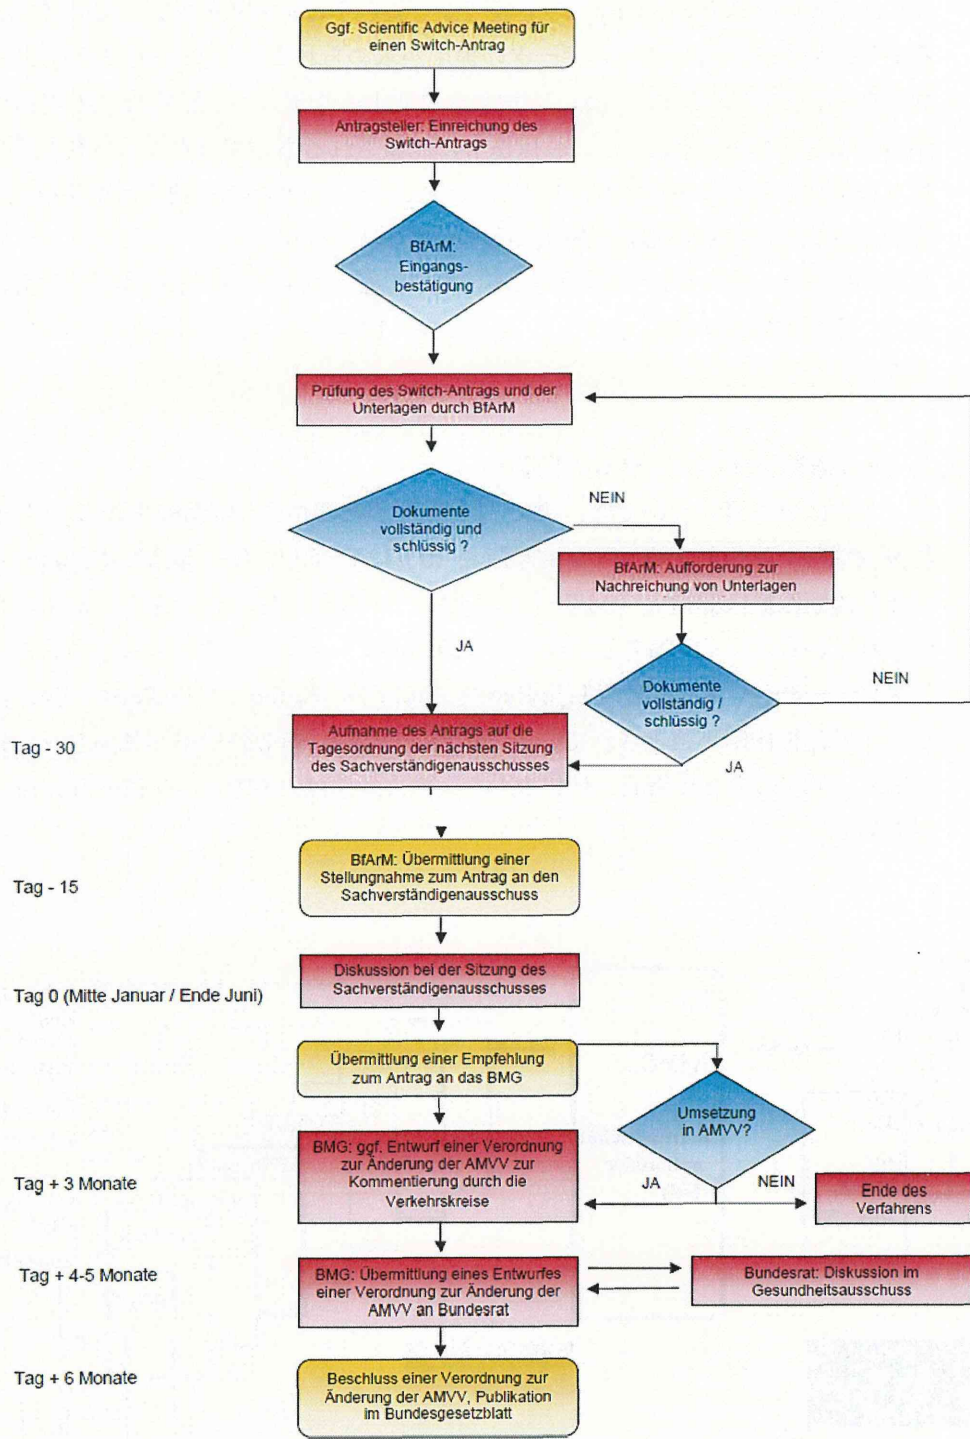 Ggf. Scientific Advice Meeting für
einen Switch-Antrag
Antragsteller: Einreichung des
Switch-Antrags
BfArM:
Eingangs-
bestätigung
Prüfung des Switch-Antrags und der
Unterlagen durch BfArM
Dokumente
vollständig und
schlüssig ?
NEIN
BfArM: Aufforderung zur
Nachreichung von Unterlagen
JA
Dokumente
vollständig /
schlüssig ?
NEIN
JA
Tag - 30
Aufnahme des Antrags auf die
Tagesordnung der nächsten Sitzung
des Sachverständigenausschusses
Tag - 15
BfArM: Übermittlung einer
Stellungnahme zum Antrag an den
Sachverständigenausschuss
Tag 0 (Mitte Januar / Ende Juni)
Diskussion bei der Sitzung des
Sachverständigenausschusses
Übermittlung einer Empfehlung
zum Antrag an das BMG
Umsetzung
in AMVV?
JA
NEIN
Tag + 3 Monate
BMG: ggf. Entwurf einer Verordnung
zur Änderung der AMVV zur
Kommentierung durch die
Verkehrskreise
Ende des
Verfahrens
Tag + 4-5 Monate
BMG: Übermittlung eines Entwurfes
einer Verordnung zur Änderung der
AMVV an Bundesrat
Bundesrat: Diskussion im
Gesundheitsausschuss
Tag + 6 Monate
Beschluss einer Verordnung zur
Änderung der AMVV, Publikation
im Bundesgesetzblatt